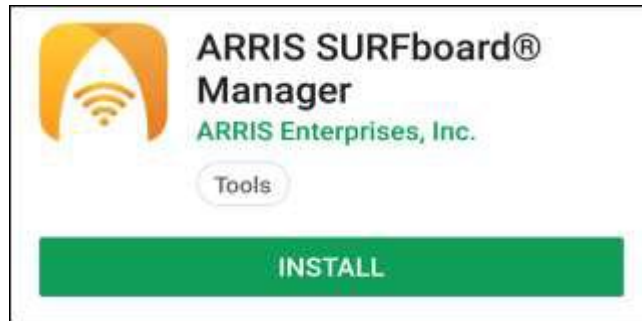 ARRIS SURFboard®
Manager
ARRIS Enterprises, Inc.
Tools
INSTALL